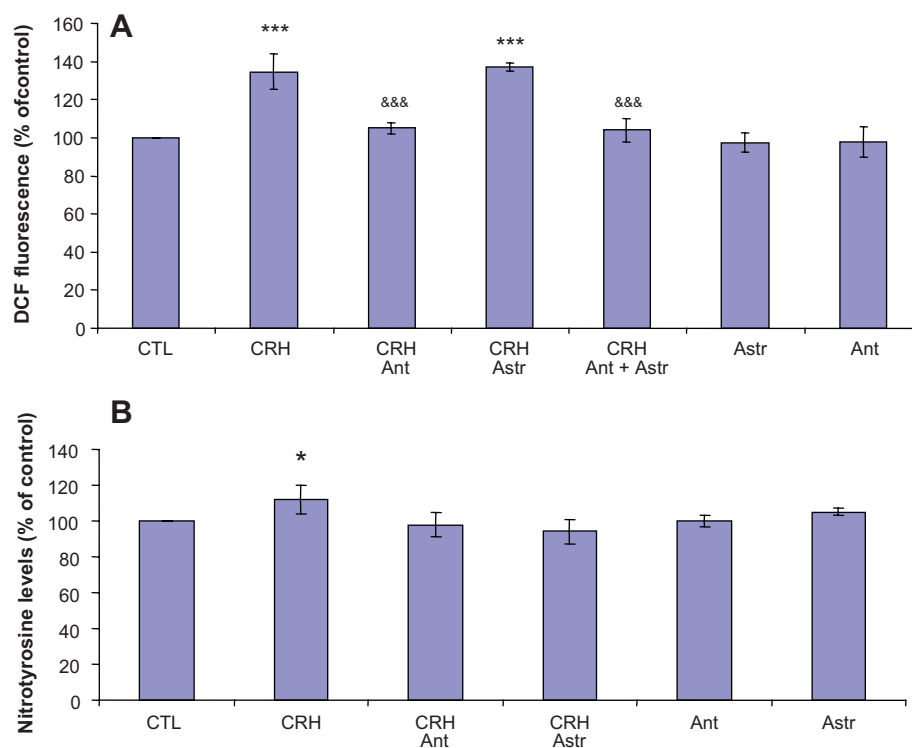 A
DCF fluorescence (% ofcontrol)
160
140
120
100
80
60
40
20
0
***
&&&
***
&&&
CTL
CRH
CRH
Ant
CRH
Astr
CRH
Ant + Astr
Astr
Ant
B
Nitrotyrosine levels (% of control)
140
120
100
80
60
40
20
0
*
CTL
CRH
CRH
Ant
CRH
Astr
Ant
Astr